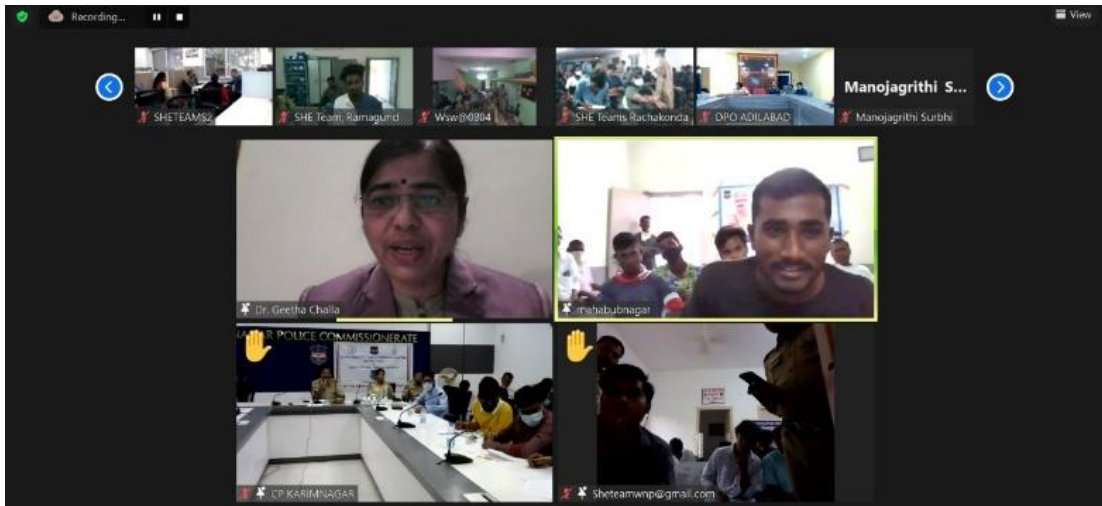 Recording...
View
SHETEAMS2
SHE Team, Ramagund
Wsw@0804
SHE Teams Rachakonda
DPO ADILABAD
Manojagrithi S...
Manojagrithi Surbhi
Dr. Geetha Challa
mahabubnagar
POLICE COMMISSIONERATE
CP KARIMNAGAR
Sheteamwnp@gmail.com